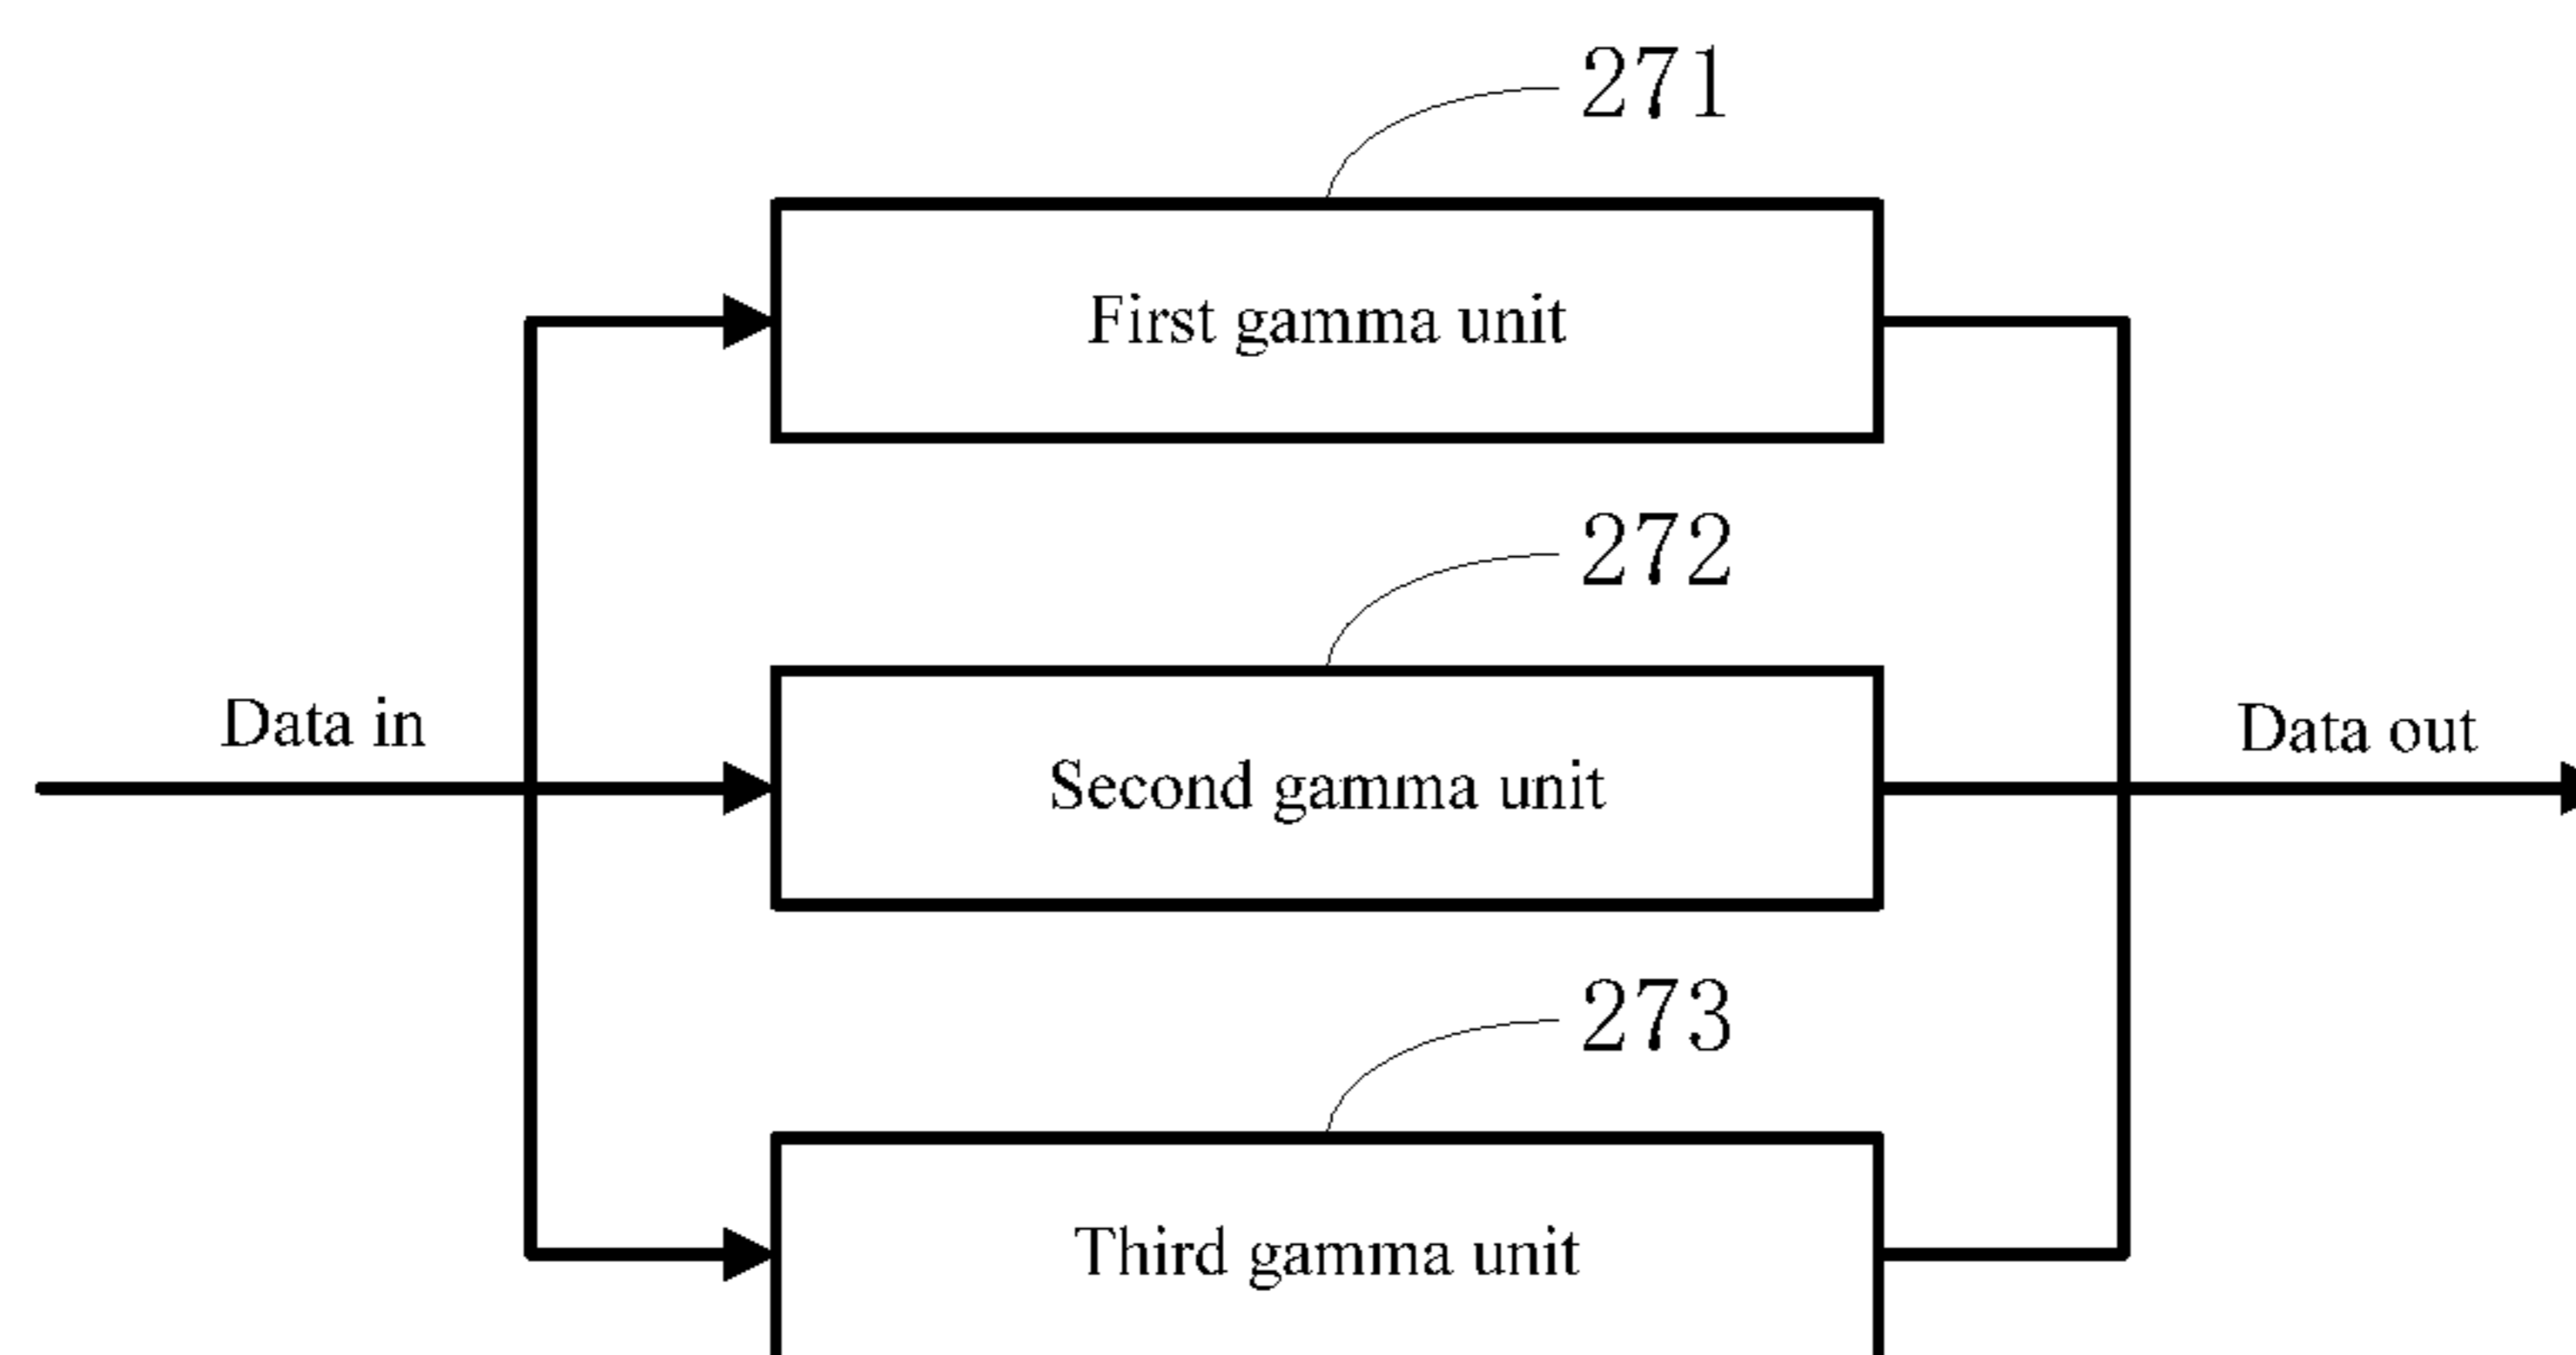 271
First gamma unit
272
Data in
Second gamma unit
Data out
273
Third gamma unit